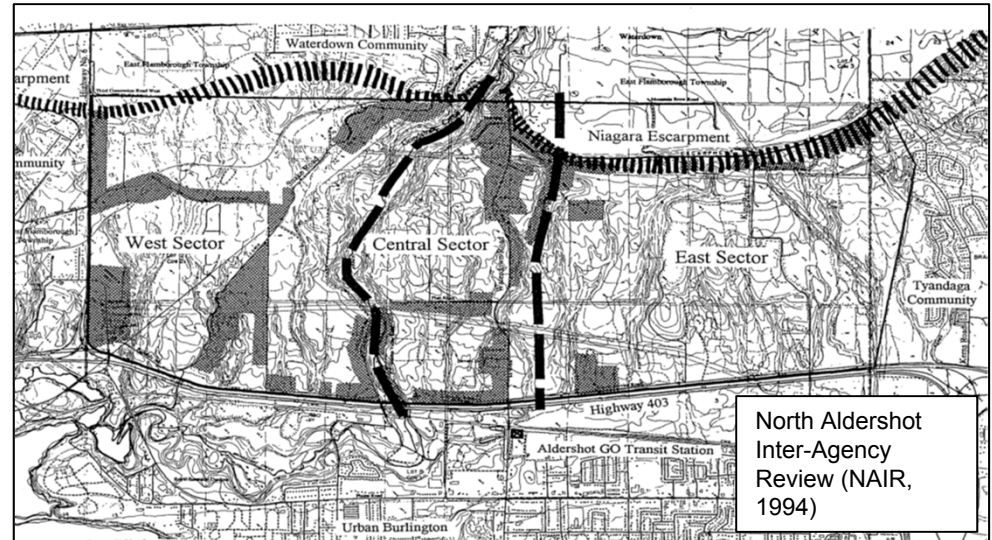 Waterdown Community
Waterdown
East Flamborough Township
East Flamborough Township
arpment
Niagara Escarpment
mmunity
West Sector
Central Sector
East Sector
Tyandaga
Community
Highway 403
Aldershot GO Transit Station
Urban Burlington
North Aldershot
Inter-Agency
Review (NAIR,
1994)